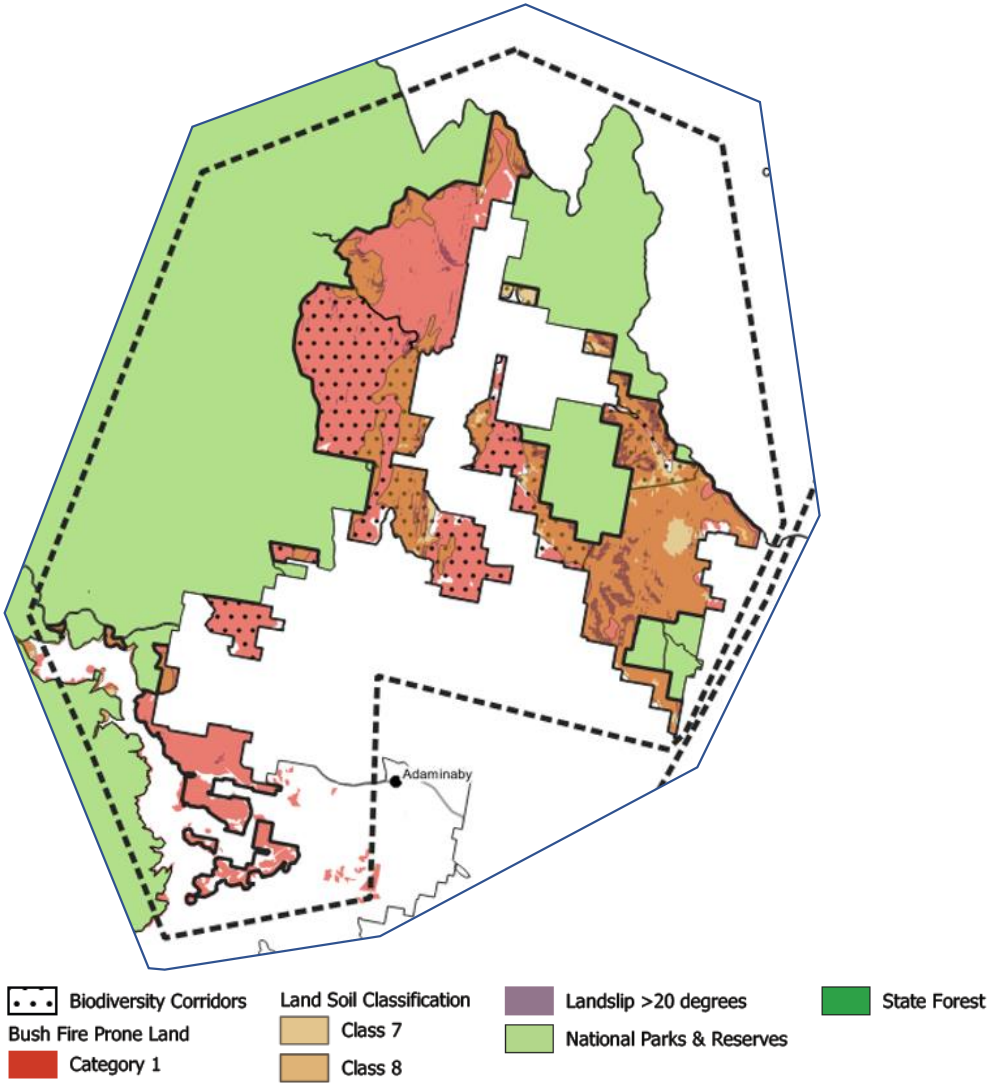 Adaminaby
Biodiversity Corridors
Bush Fire Prone Land
Category 1
Land Soil Classification
Class 7
Class 8
Landslip >20 degrees
National Parks & Reserves
State Forest